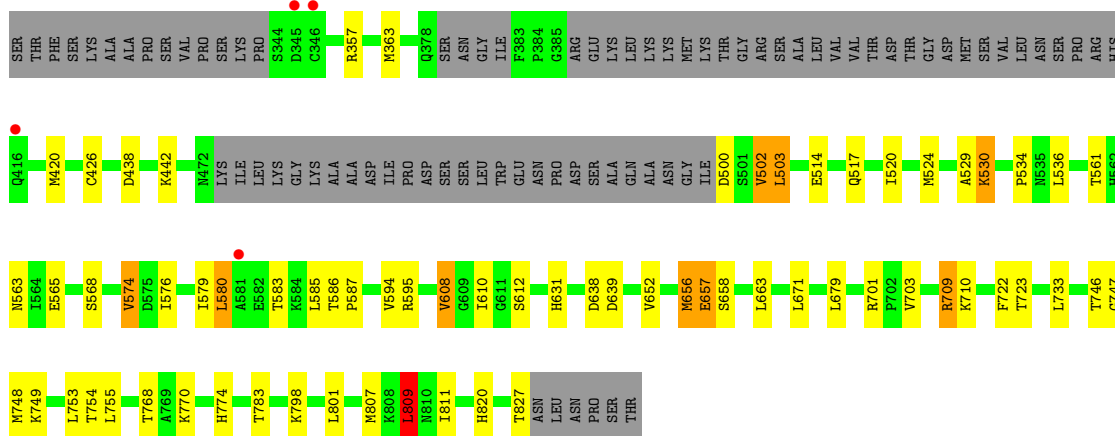 SER THR PHE SER LYS ALA ALA PRO SER VAL PRO SER LYS PRO S344 D345 C346 R357 M363 Q378 SER ASN GLY ILE F383 P384 G385 ARG GLU LYS LEU LYS LYS MET LYS THR GLY ARG SER ALA LEU VAL VAL THR ASP THR GLY ASP MET SER VAL LEU ASN SER PRO ARG HIS
Q416 M420 C426 D438 K442 N472 LYS ILE LEU LYS GLY LYS ALA ALA ASP ILE PRO ASP SER SER LEU TRP GLU ASN PRO ASP SER ALA GLN ALA ASN GLY ILE D500 S501 V502 L503 E514 Q517 I520 M524 A529 K530 P534 N535 L536 T561 H562
N563 I564 E565 S568 V574 D575 I576 I579 L580 A581 E582 T583 K584 L585 T586 P587 V594 R595 V608 G609 I610 G611 S612 H631 D638 D639 V652 M656 E657 S658 L663 L671 L679 R701 P702 V703 R709 K710 F722 T723 L733 T746 G747
M748 K749 L753 T754 L755 T768 A769 K770 H774 T783 K798 L801 M807 K808 L809 N810 I811 H820 T827 ASN LEU ASN PRO SER THR